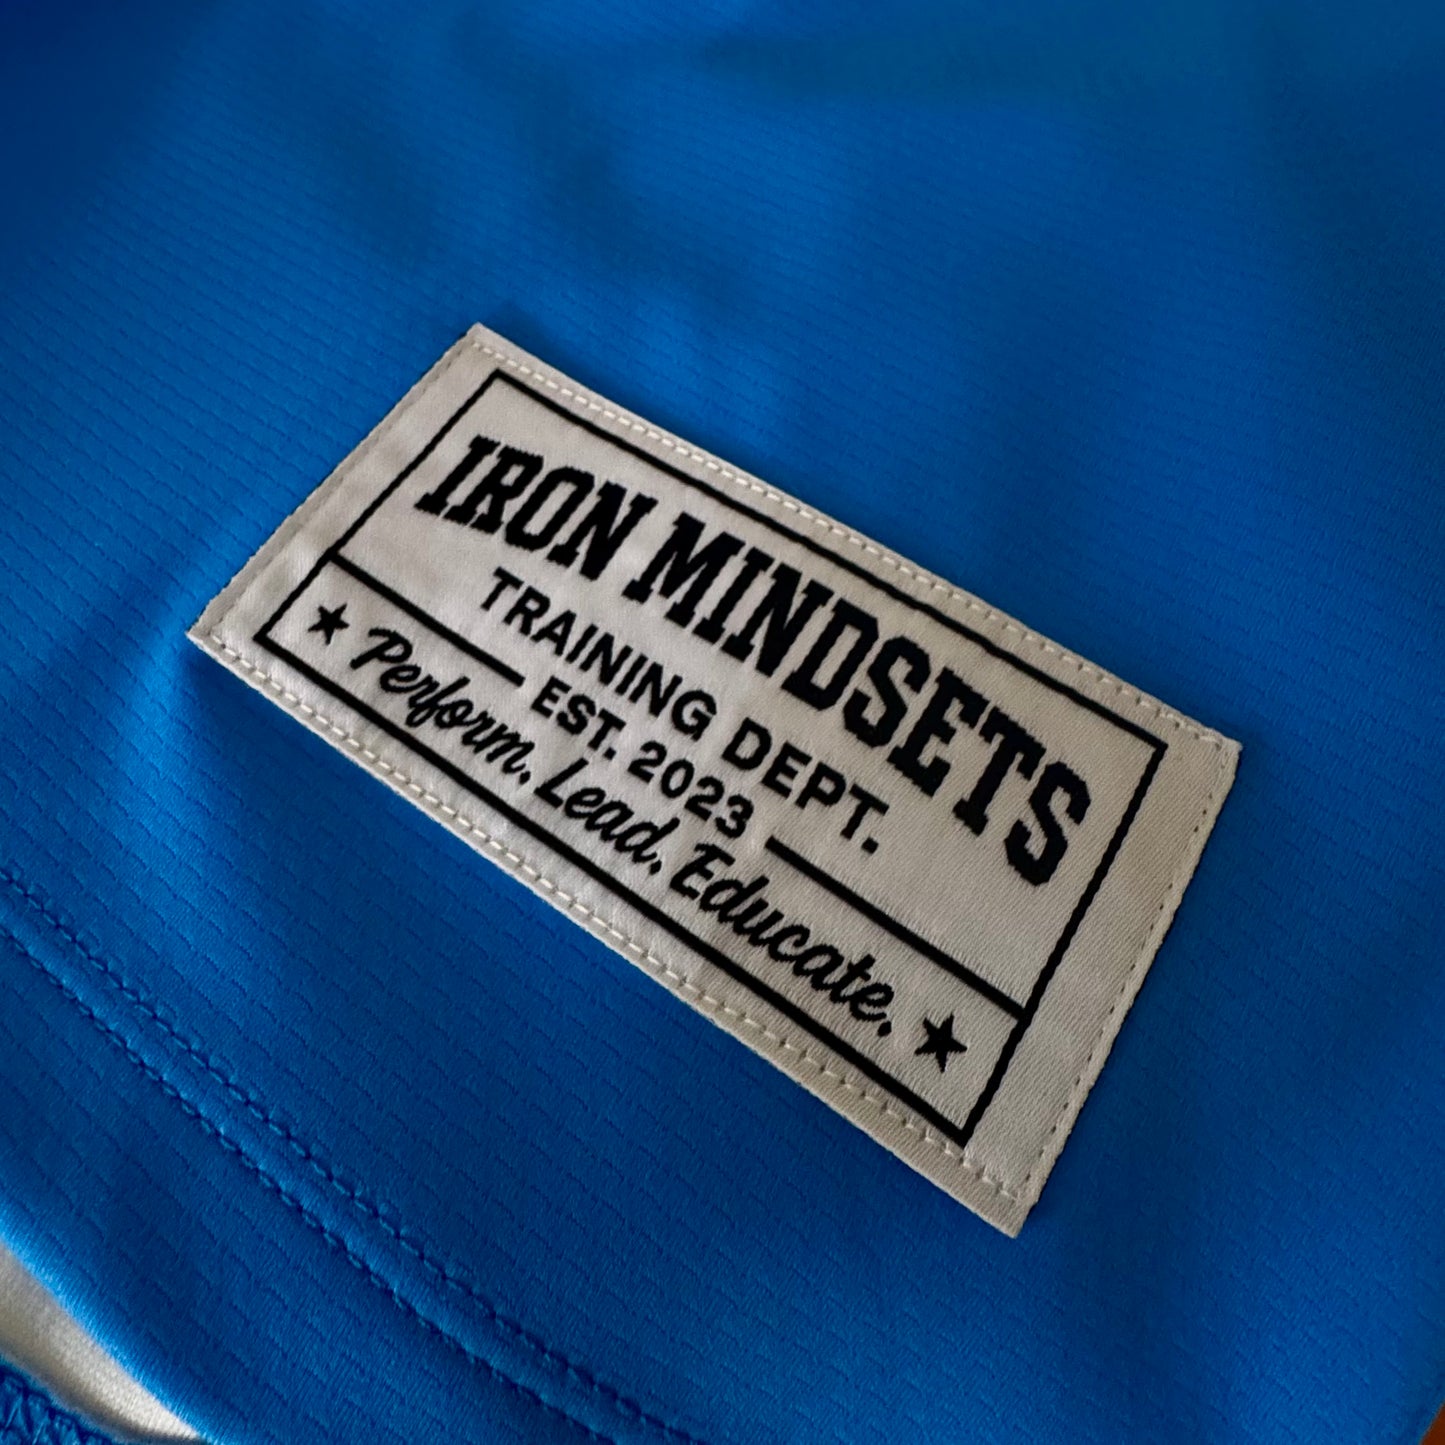 IRON MINDSETS
TRAINING DEPT.
EST. 2023
Perform. Lead. Educate.